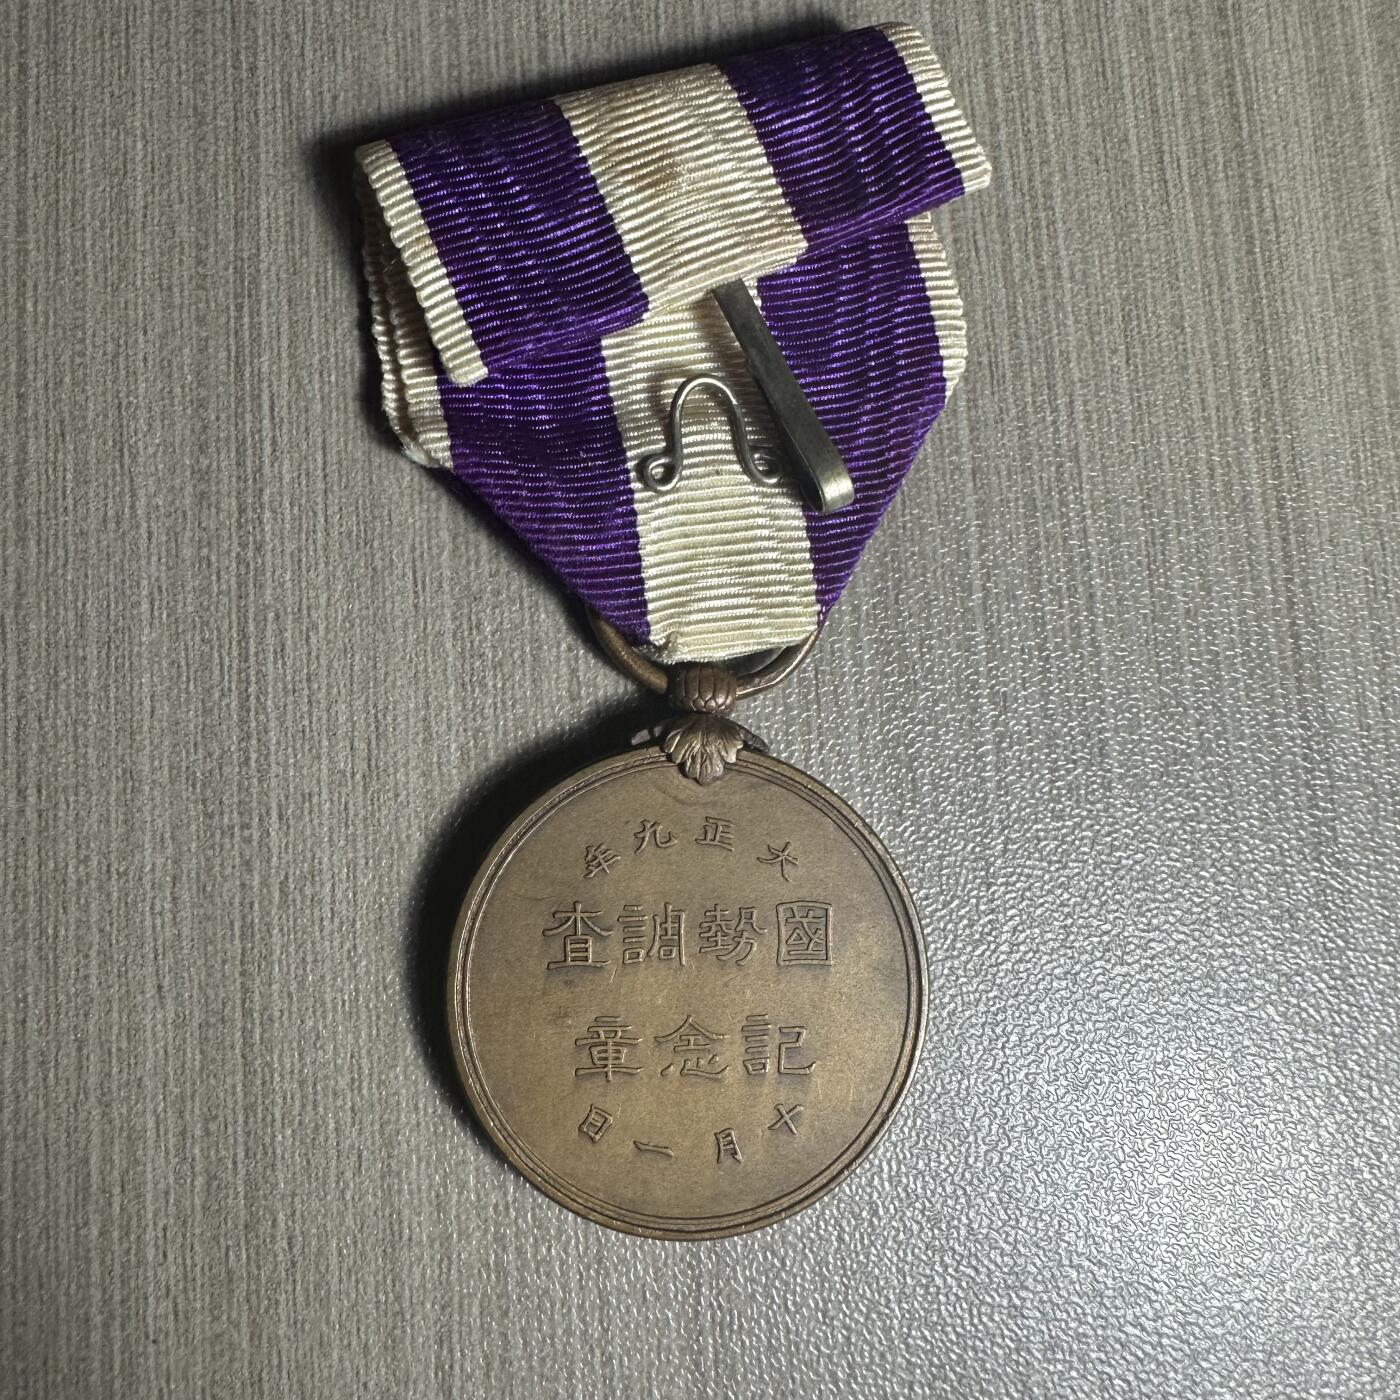 大正九年
國勢調査
記念章
十月一日